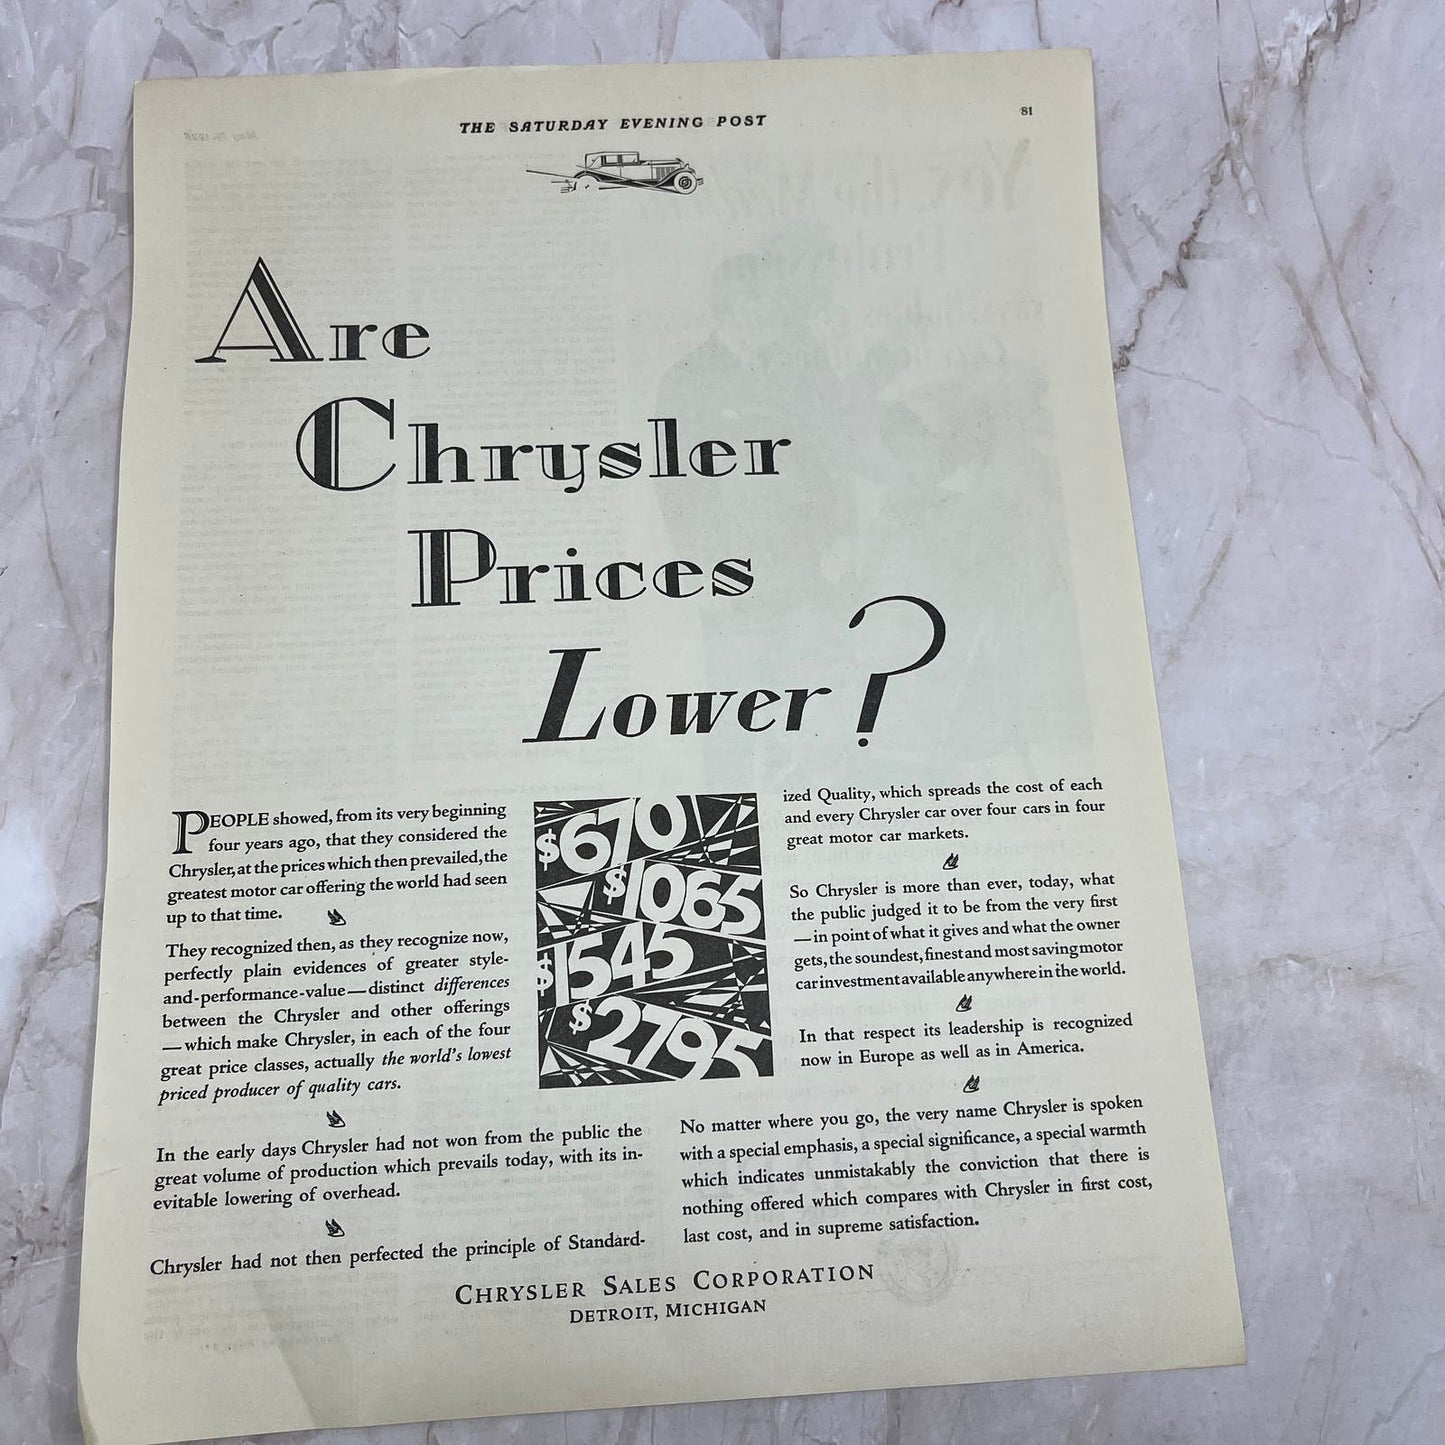 THE SATURDAY EVENING POST
81
Are
Chrysler
Prices
Lower?
PEOPLE showed, from its very beginning
four years ago, that they considered the
Chrysler, at the prices which then prevailed, the
greatest motor car offering the world had seen
up to that time.
They recognized then, as they recognize now,
perfectly plain evidences of greater style-
and-performance-value—distinct differences
between the Chrysler and other offerings
—which make Chrysler, in each of the four
great price classes, actually the world's lowest
priced producer of quality cars.
In the early days Chrysler had not won from the public the
great volume of production which prevails today, with its in-
evitable lowering of overhead.
Chrysler had not then perfected the principle of Standard-
$670
$1065
$1545
$2795
ized Quality, which spreads the cost of each
and every Chrysler car over four cars in four
great motor car markets.
So Chrysler is more than ever, today, what
the public judged it to be from the very first
—in point of what it gives and what the owner
gets, the soundest, finest and most saving motor
car investment available anywhere in the world.
In that respect its leadership is recognized
now in Europe as well as in America.
No matter where you go, the very name Chrysler is spoken
with a special emphasis, a special significance, a special warmth
which indicates unmistakably the conviction that there is
nothing offered which compares with Chrysler in first cost,
last cost, and in supreme satisfaction.
CHRYSLER SALES CORPORATION
DETROIT, MICHIGAN